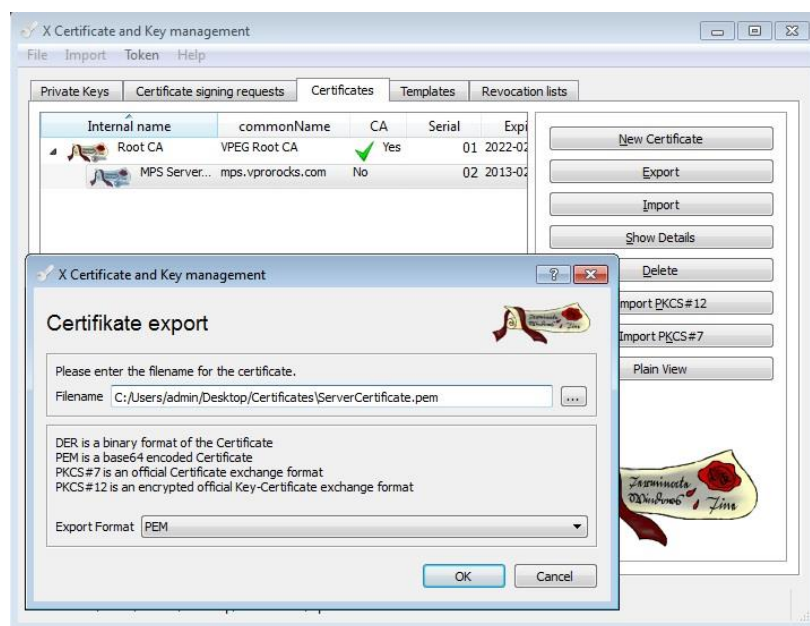 X Certificate and Key management
File Import Token Help
Private Keys Certificate signing requests Certificates Templates Revocation lists
Internal name commonName CA Serial Expi
Root CA VPEG Root CA Yes 01 2022-02
MPS Server... mps.vprorocks.com No 02 2013-02
New Certificate
Export
Import
Show Details
Delete
Import PKCS#12
Import PKCS#7
Plain View
X Certificate and Key management
Certifikate export
Please enter the filename for the certificate.
Filename C:/Users/admin/Desktop/Certificates\ServerCertificate.pem ...
DER is a binary format of the Certificate
PEM is a base64 encoded Certificate
PKCS#7 is an official Certificate exchange format
PKCS#12 is an encrypted official Key-Certificate exchange format
Export Format PEM
OK Cancel